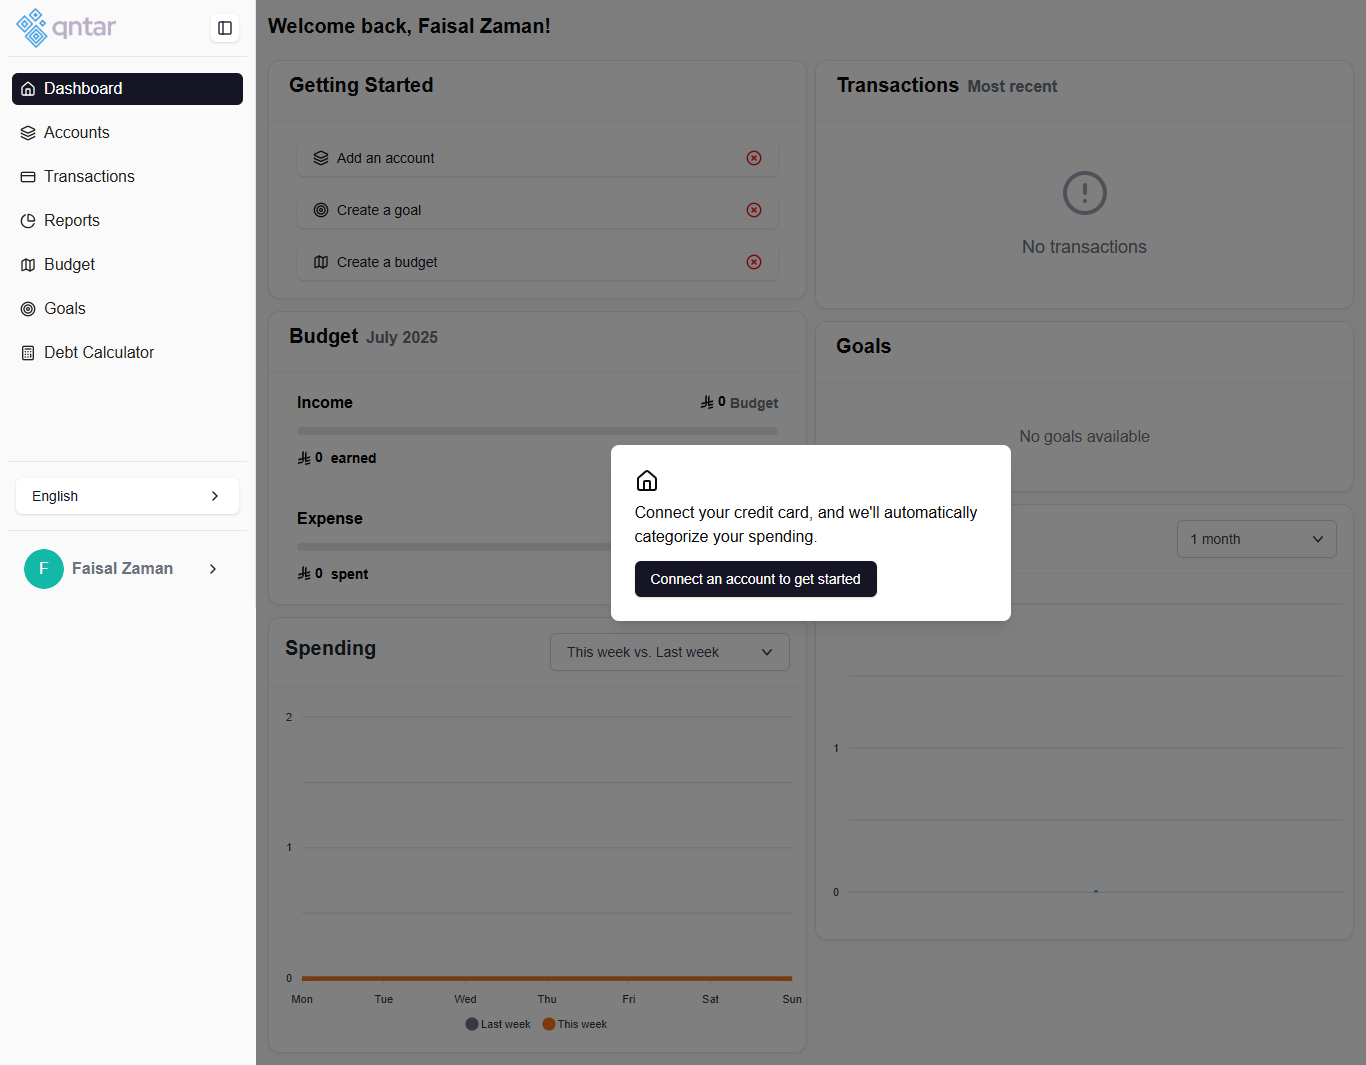 qntar
Dashboard
Accounts
Transactions
Reports
Budget
Goals
Debt Calculator
English
F
Faisal Zaman
Welcome back, Faisal Zaman!
Getting Started
Add an account
Create a goal
Create a budget
Transactions Most recent
No transactions
Budget July 2025
Income
0 Budget
0 earned
Expense
0 spent
Goals
No goals available
Connect your credit card, and we'll automatically
categorize your spending.
Connect an account to get started
1 month
1
0
Spending
This week vs. Last week
2
1
0
Mon Tue Wed Thu Fri Sat Sun
Last week This week